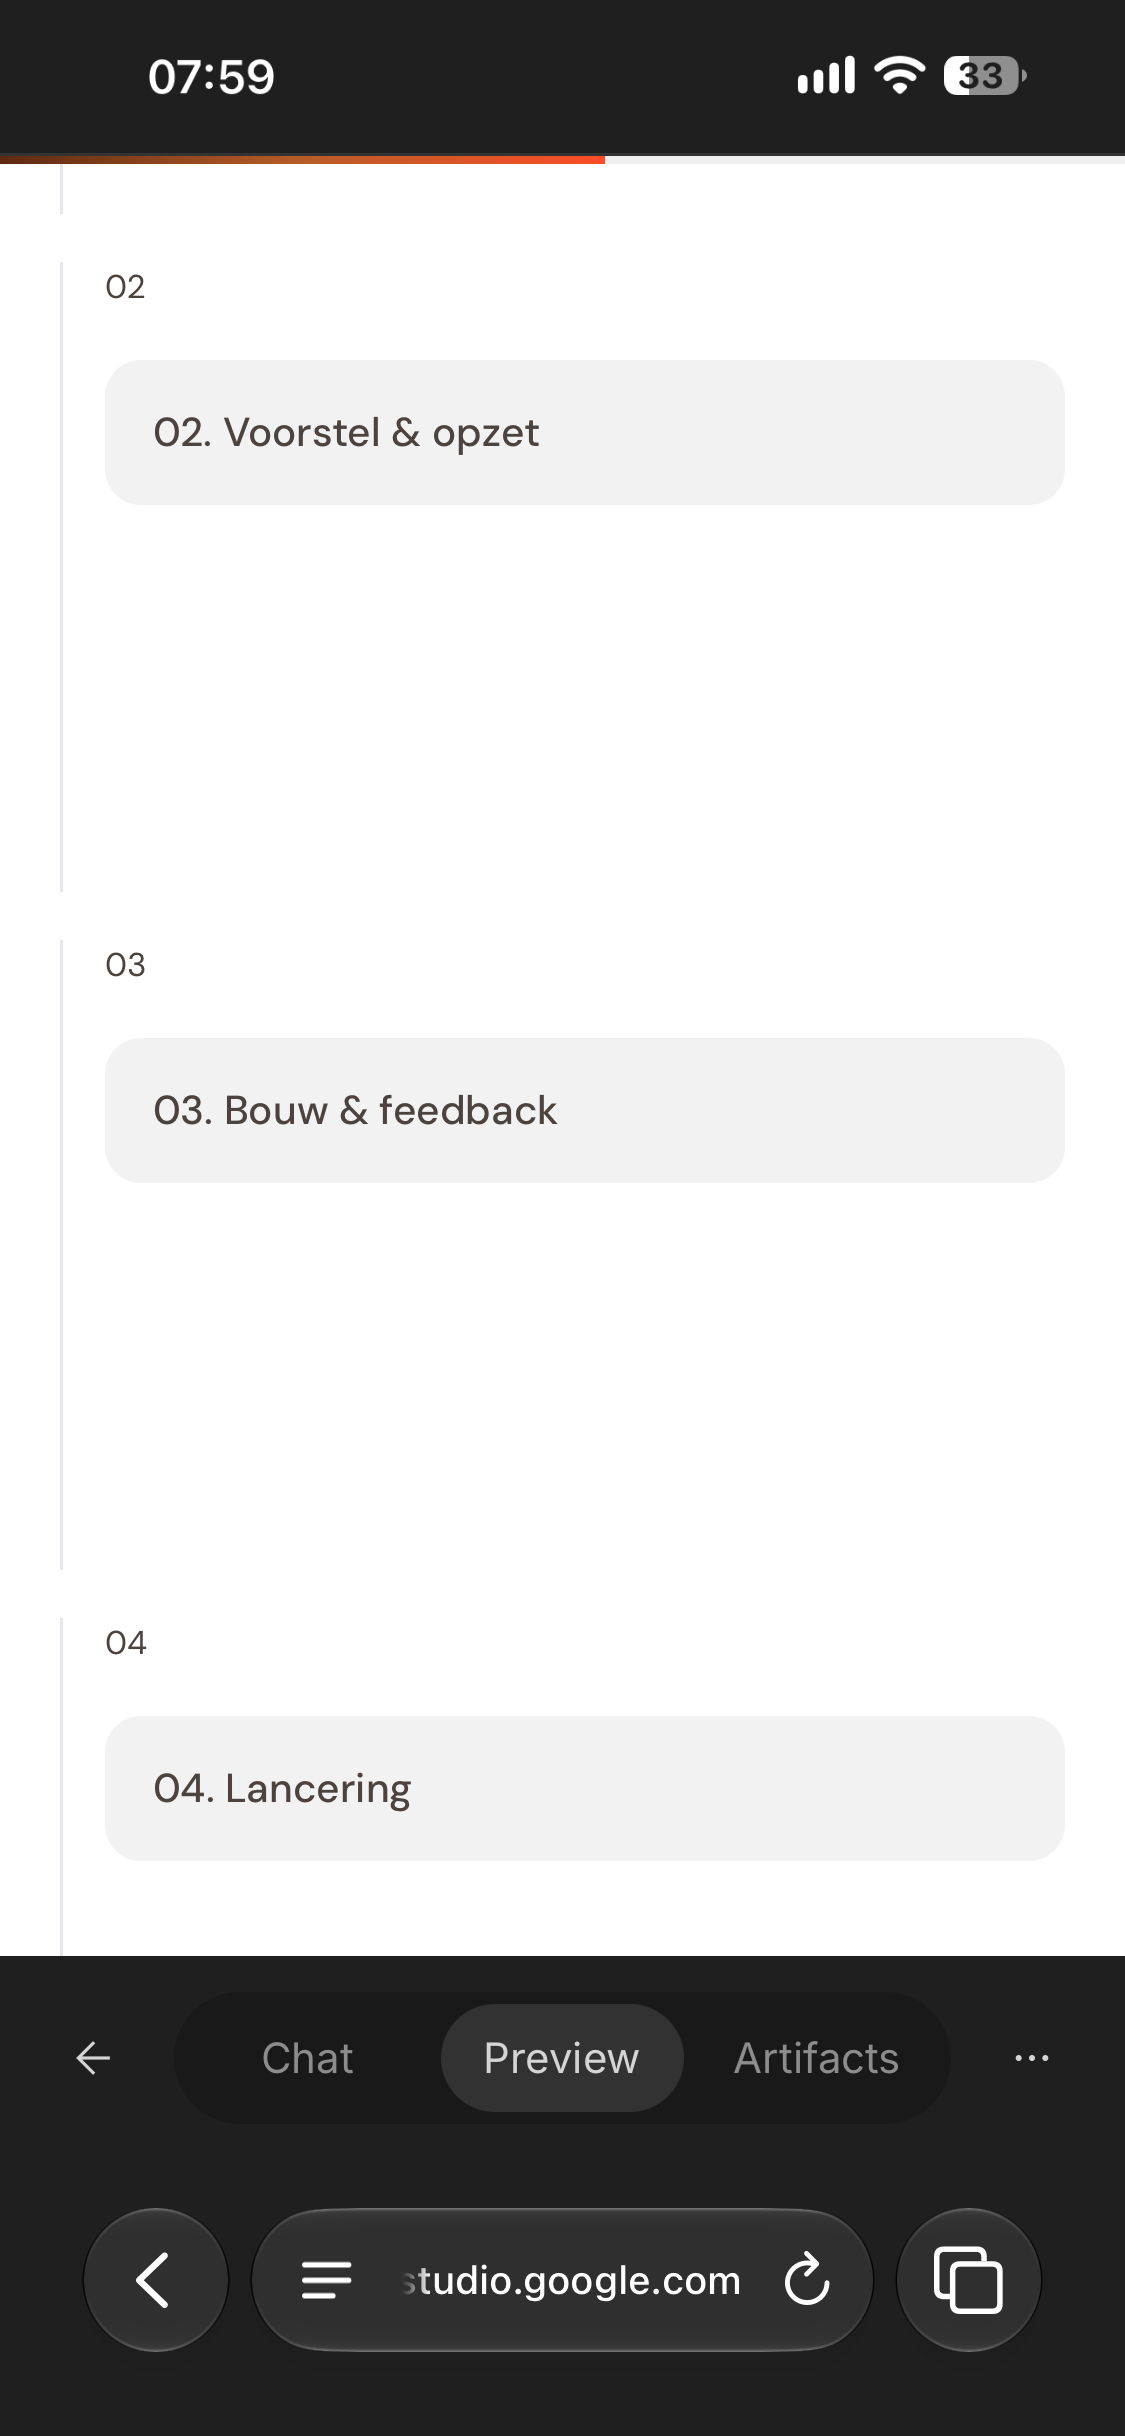 07:59
33
02
02. Voorstel & opzet
03
03. Bouw & feedback
04
04. Lancering
Chat
Preview
Artifacts
studio.google.com